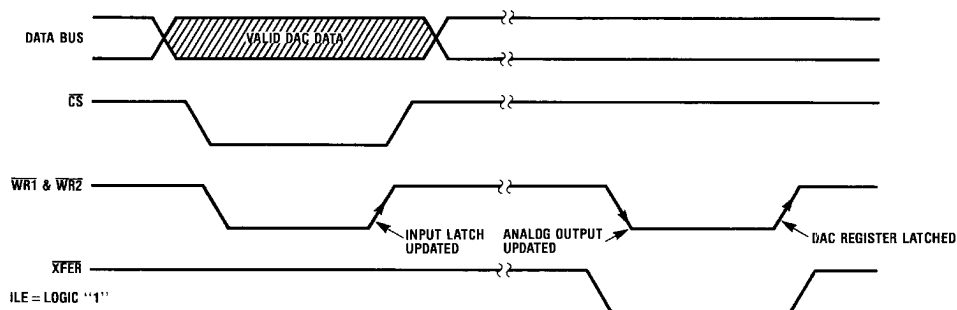 DATA BUS
VALID DAC DATA
CS
WR1 & WR2
INPUT LATCH
UPDATED
ANALOG OUTPUT
UPDATED
DAC REGISTER LATCHED
XFER
ILE = LOGIC "1"